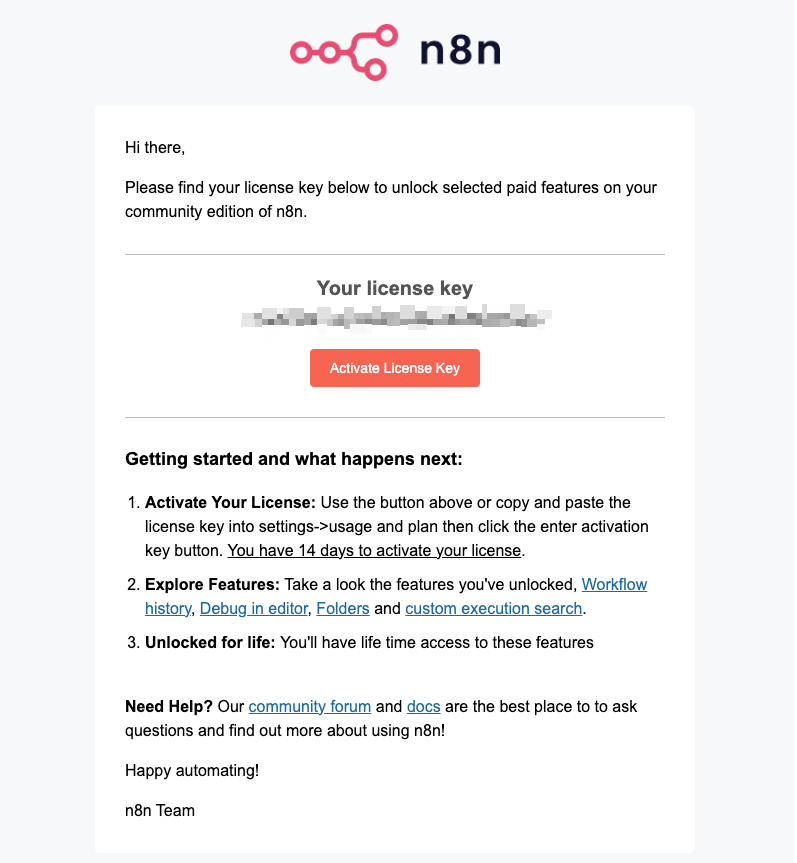 n8n
Hi there,
Please find your license key below to unlock selected paid features on your
community edition of n8n.
Your license key
Activate License Key
Getting started and what happens next:
1. Activate Your License: Use the button above or copy and paste the
license key into settings->usage and plan then click the enter activation
key button. You have 14 days to activate your license.
2. Explore Features: Take a look the features you've unlocked, Workflow
history, Debug in editor, Folders and custom execution search.
3. Unlocked for life: You'll have life time access to these features
Need Help? Our community forum and docs are the best place to to ask
questions and find out more about using n8n!
Happy automating!
n8n Team